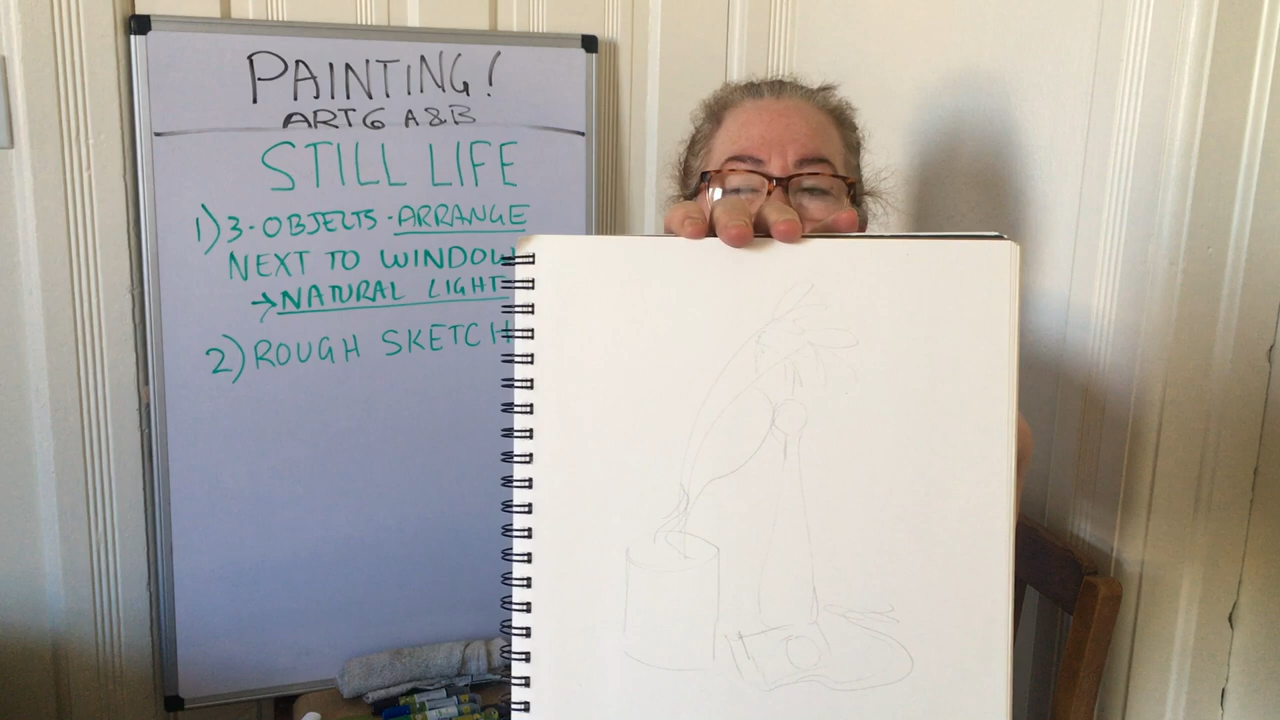 PAINTING!
ART6 A&B
STILL LIFE
1) 3-OBJECTS-ARRANGE
NEXT TO WINDOW
→NATURAL LIGHT
2) ROUGH SKETCH